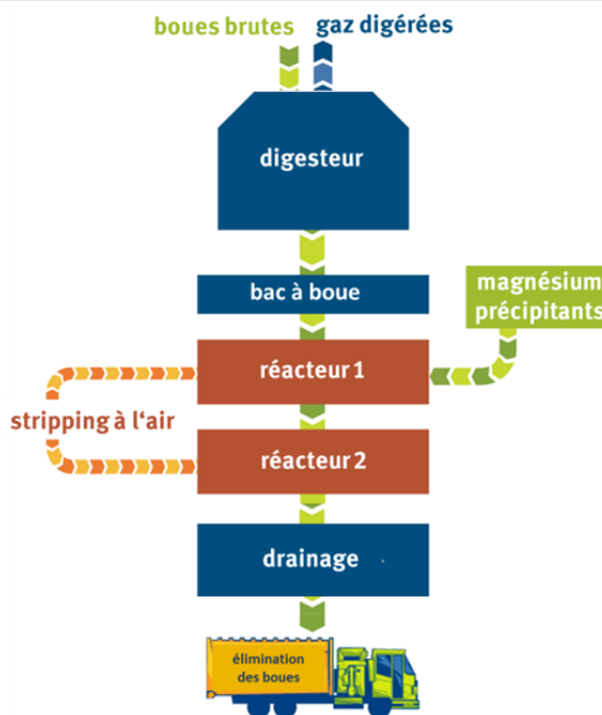 boues brutes
gaz digérées
digesteur
bac à boue
magnésium
précipitants
réacteur 1
stripping à l'air
réacteur 2
drainage
élimination
des boues